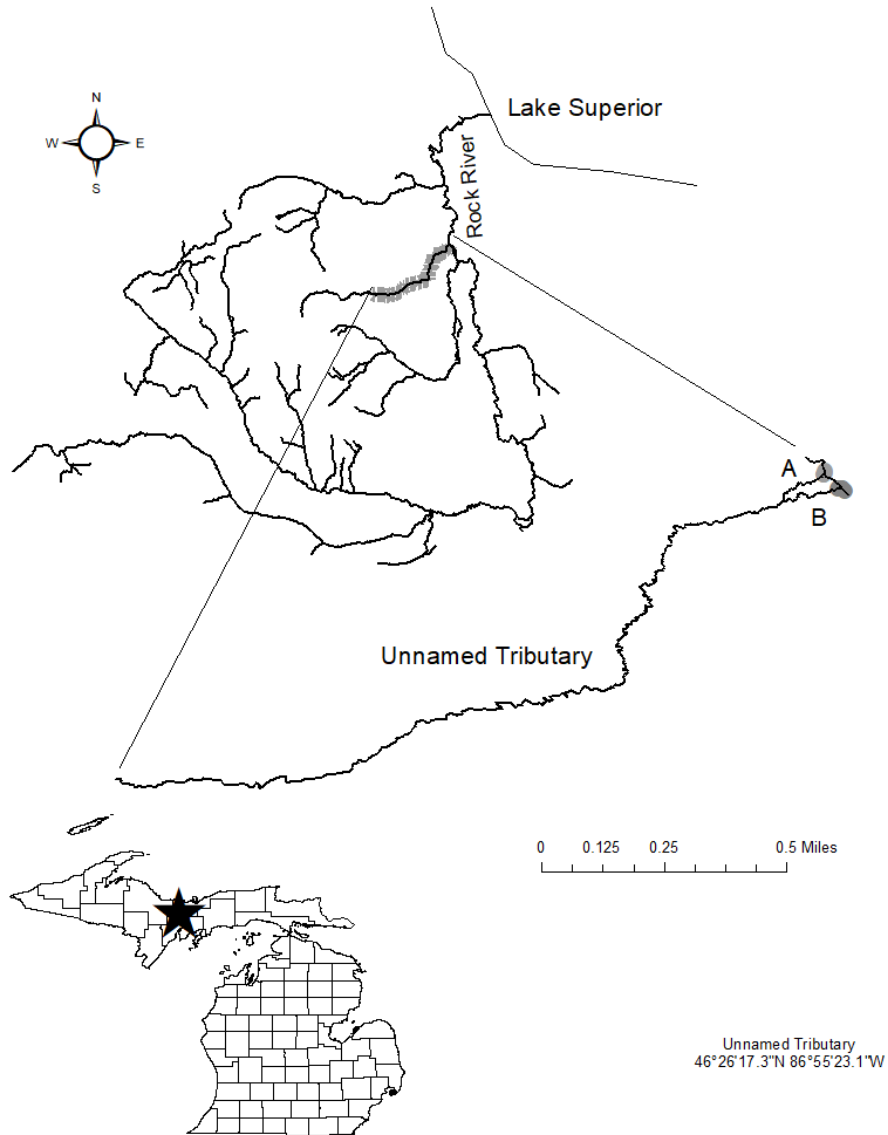 Lake Superior
N
W E
S
Rock River
A
B
Unnamed Tributary
0 0.125 0.25 0.5 Miles
Unnamed Tributary
46°26'17.3"N 86°55'23.1"W